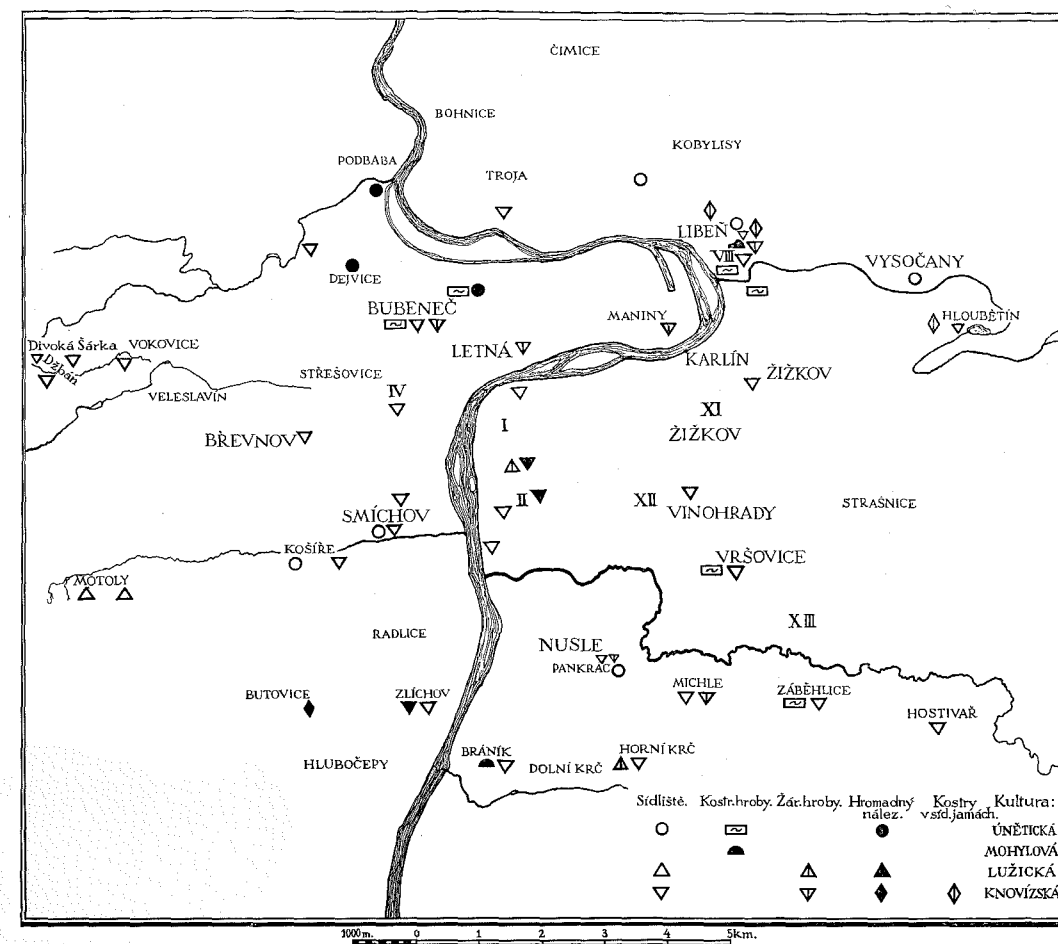 ČIMICE
BOHNICE
KOBYLISY
PODBABA
TROJA
LIBEŇ
VIII
VYSOČANY
DEJVICE
BUBENEČ
MANINY
HLOUBĚTÍN
Divoká Šárka
VOKOVICE
Džbán
LETNÁ
KARLÍN
ŽIŽKOV
STŘEŠOVICE
VELESLAVÍN
IV
XI
I
BŘEVNOV
ŽIŽKOV
II
XII
SMÍCHOV
VINOHRADY
STRAŠNICE
KOŠÍŘE
VRŠOVICE
MOTOLY
XIII
RADLICE
NUSLE
PANKRÁC
MICHLE
ZÁBĚHLICE
BUTOVICE
ZLÍCHOV
HOSTIVAŘ
HLUBOČEPY
BRÁNÍK
DOLNÍ KRČ
HORNÍ KRČ
Sídliště. Kostr. hroby. Žár. hroby. Hromadný nález. Kostry v síd. jamách. Kultura:
ÚNĚTICKÁ
MOHYLOVÁ
LUŽICKÁ
KNOVÍZSKÁ
1000 m. 0 1 2 3 4 5 km.